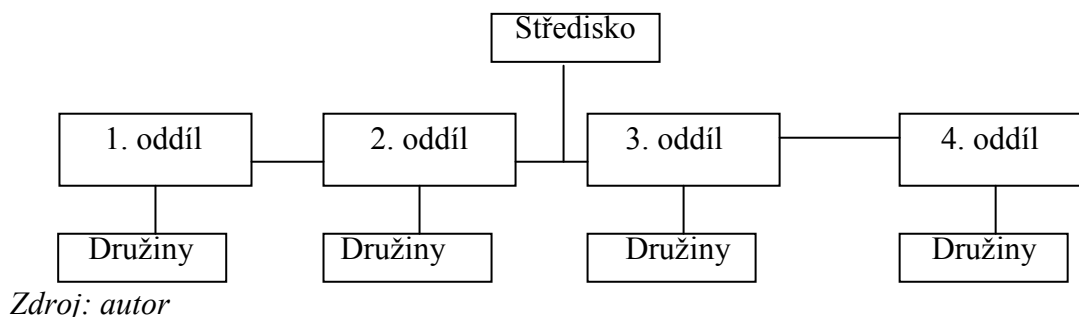 Středisko
1. oddíl 2. oddíl 3. oddíl 4. oddíl
Družiny Družiny Družiny Družiny
Zdroj: autor